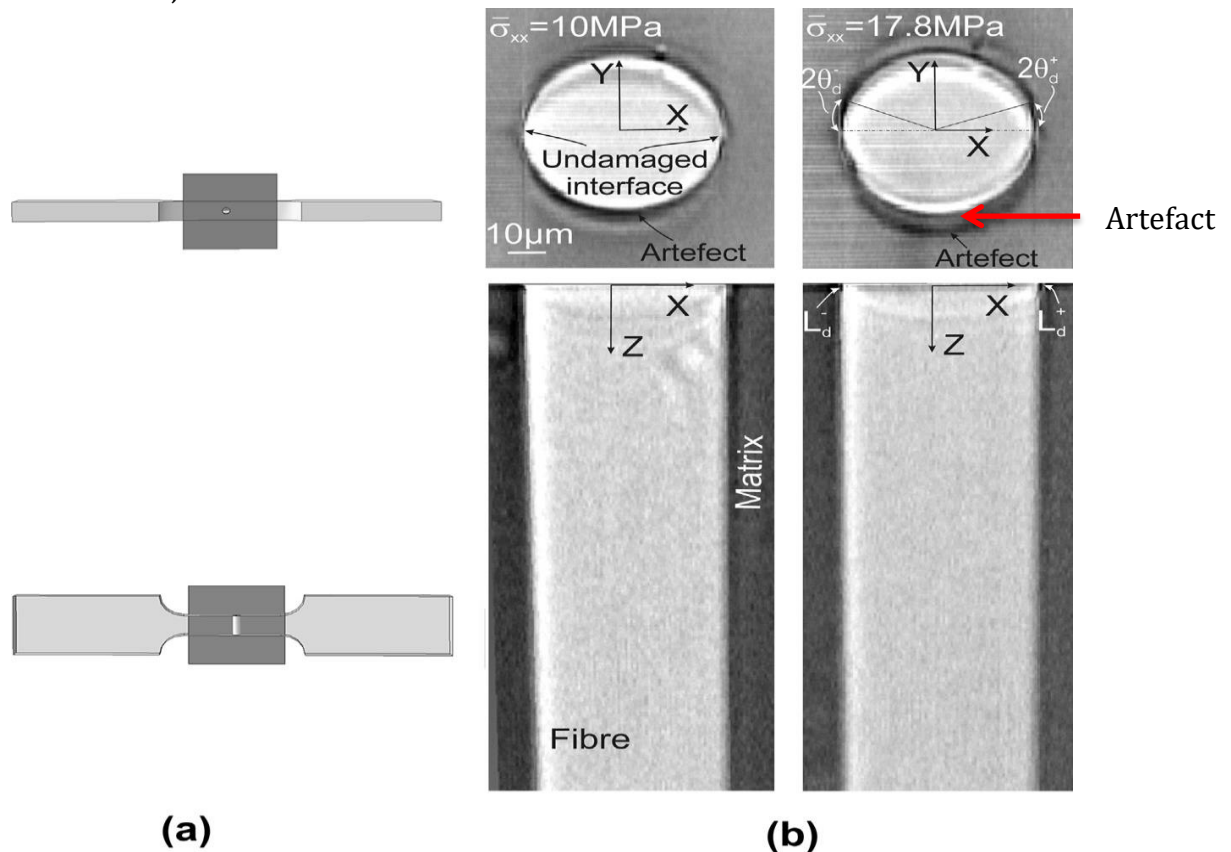 σ̄xx=10MPa
Y
X
Undamaged
interface
10µm
Artefect
σ̄xx=17.8MPa
2θd-
2θd+
Y
X
Artefect
Artefact
X
Z
Matrix
Fibre
Ld-
Ld+
X
Z
(a)
(b)